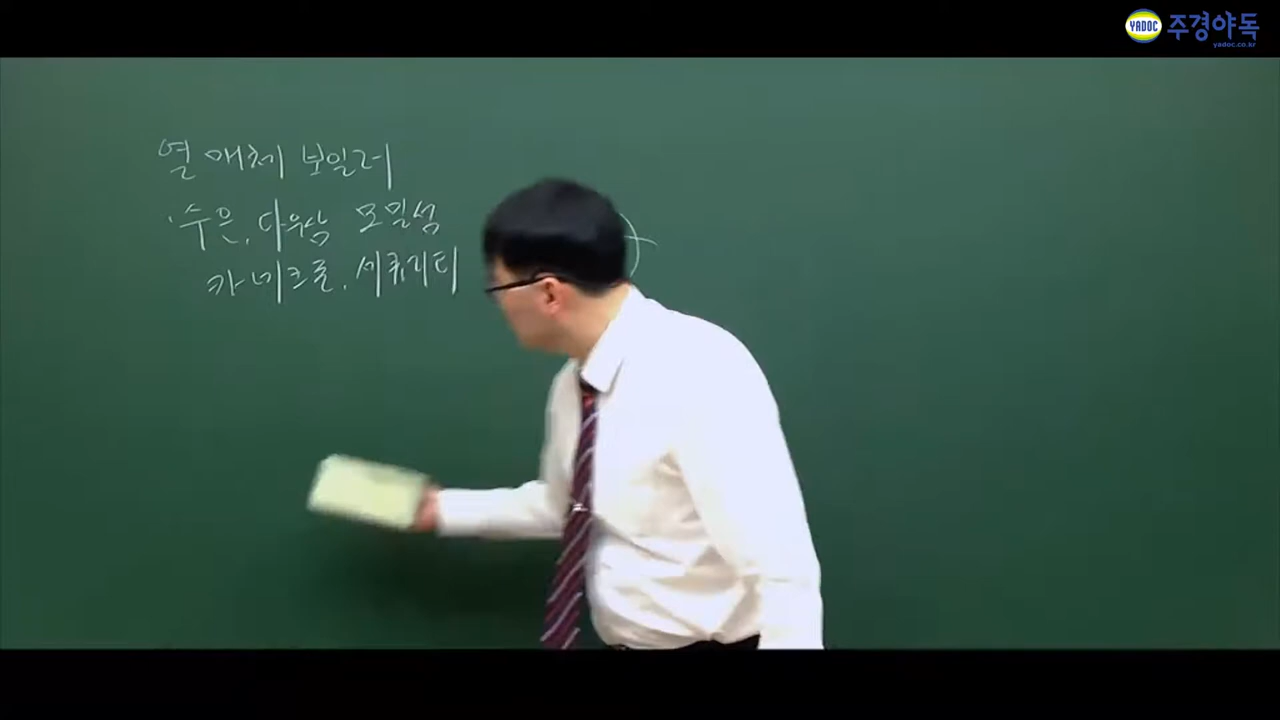 YADOC 주경야독
yadoc.co.kr
열매체 보일러
· 수은, 다우삼 모밀섬
카네크롤, 세큐리티